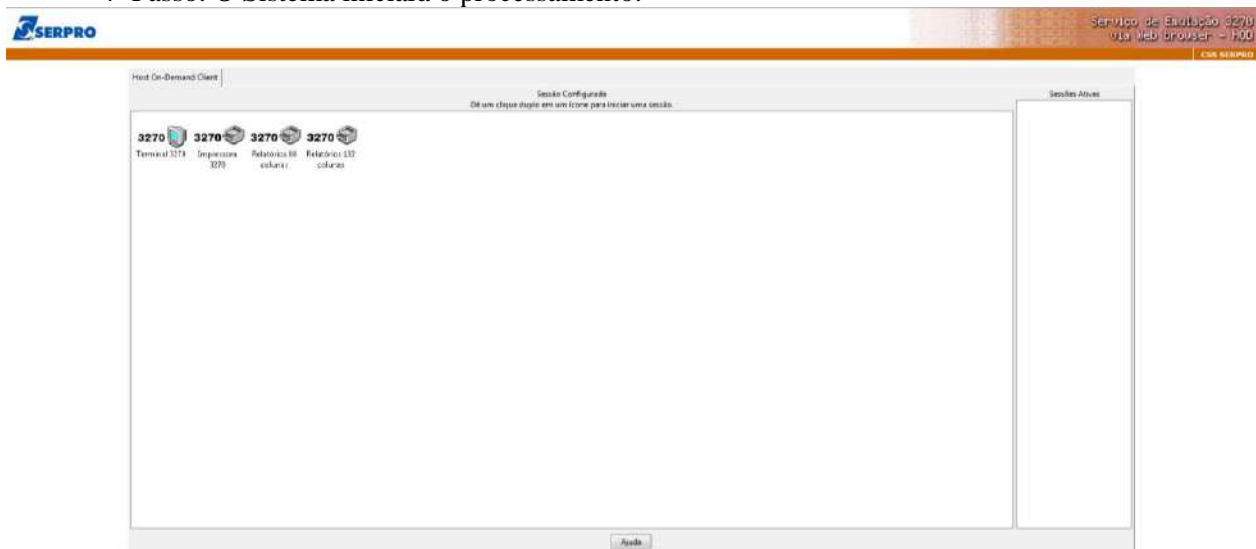 Passo: O Sistema iniciará o processamento.
SERPRO
Serviço de Emulação 3270
via Web browser - HOD
CSS SERPRO
Host On-Demand Client
Sessão Configurada
Sessões Ativas
Dê um clique duplo em um ícone para iniciar uma sessão.
3270 3270 3270 3270
Terminal 3270 Impressora Relatórios 80 Relatórios 132
3270 colunas colunas
Ajuda